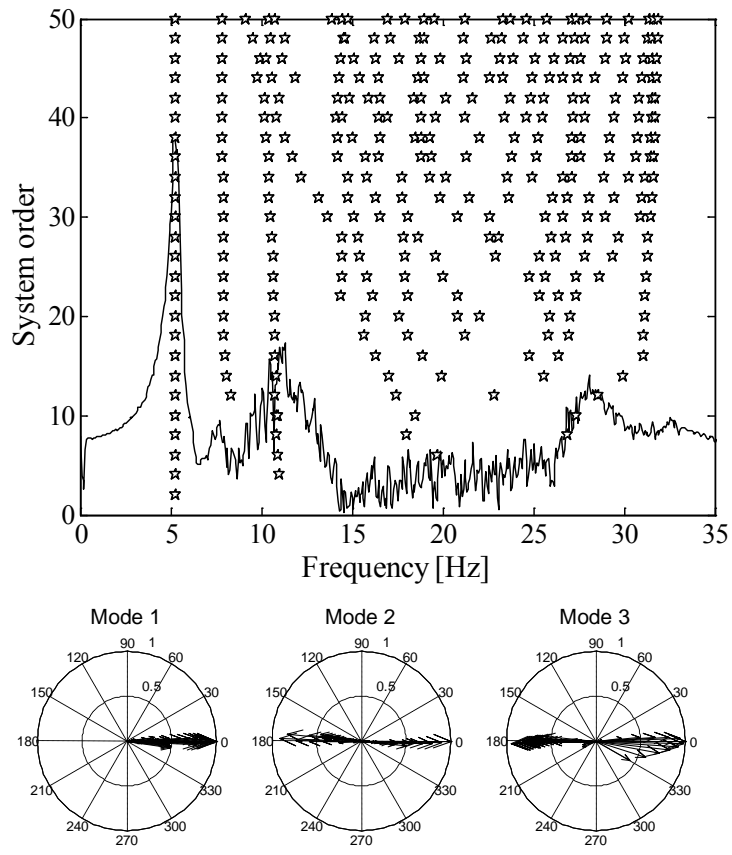 50
40
30
20
10
0
System order
0 5 10 15 20 25 30 35
Frequency [Hz]
Mode 1 Mode 2 Mode 3
90 1 90 1 90 1
120 60 120 60 120 60
0.5 0.5 0.5
150 30 150 30 150 30
180 0 180 0 180 0
210 330 210 330 210 330
240 300 240 300 240 300
270 270 270